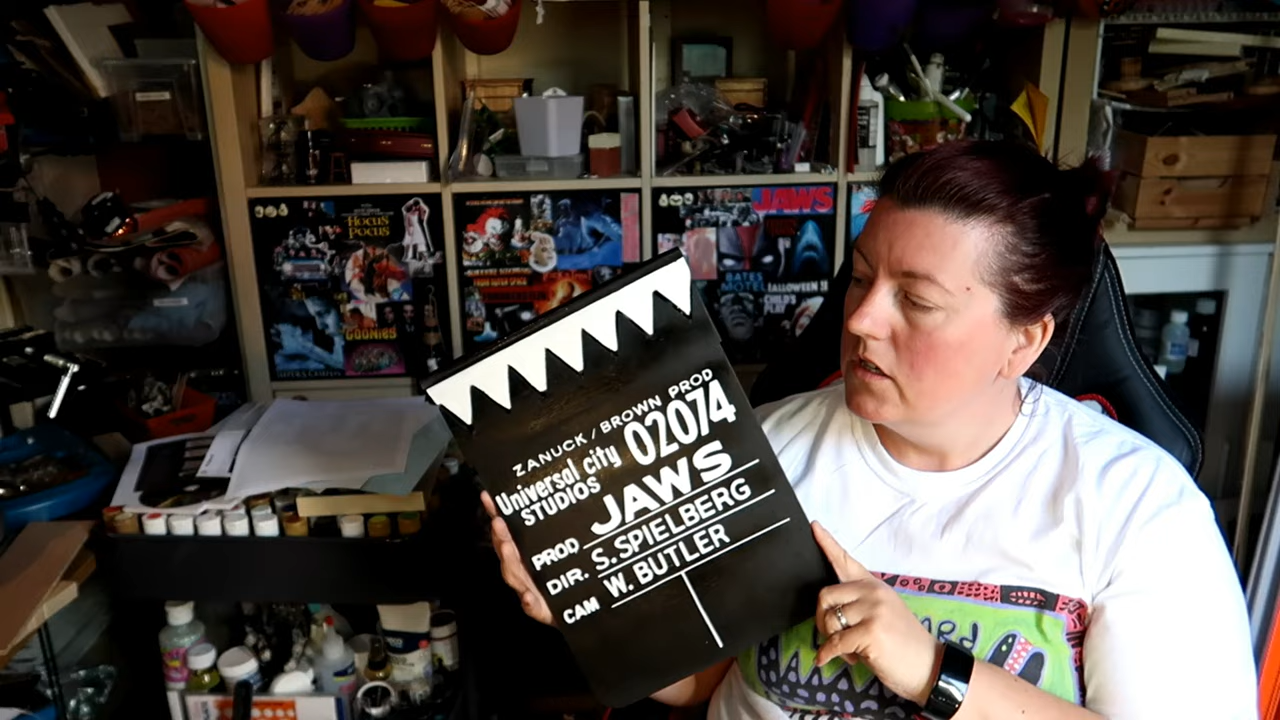 HOCUS
POCUS
GOONIES
JAWS
BATES
MOTEL
HALLOWEEN II
CHILD'S
PLAY
ZANUCK / BROWN PROD
Universal city 02074
STUDIOS
PROD JAWS
DIR. S. SPIELBERG
CAM W. BUTLER